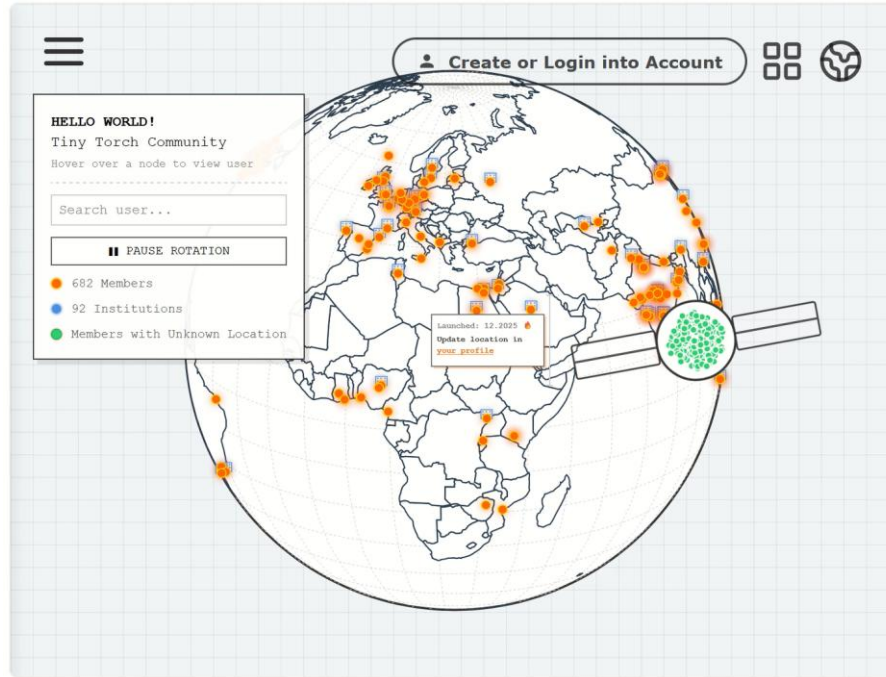 Create or Login into Account
HELLO WORLD!
Tiny Torch Community
Hover over a node to view user
Search user...
PAUSE ROTATION
682 Members
92 Institutions
Members with Unknown Location
Launched: 12.2025
Update location in
your profile